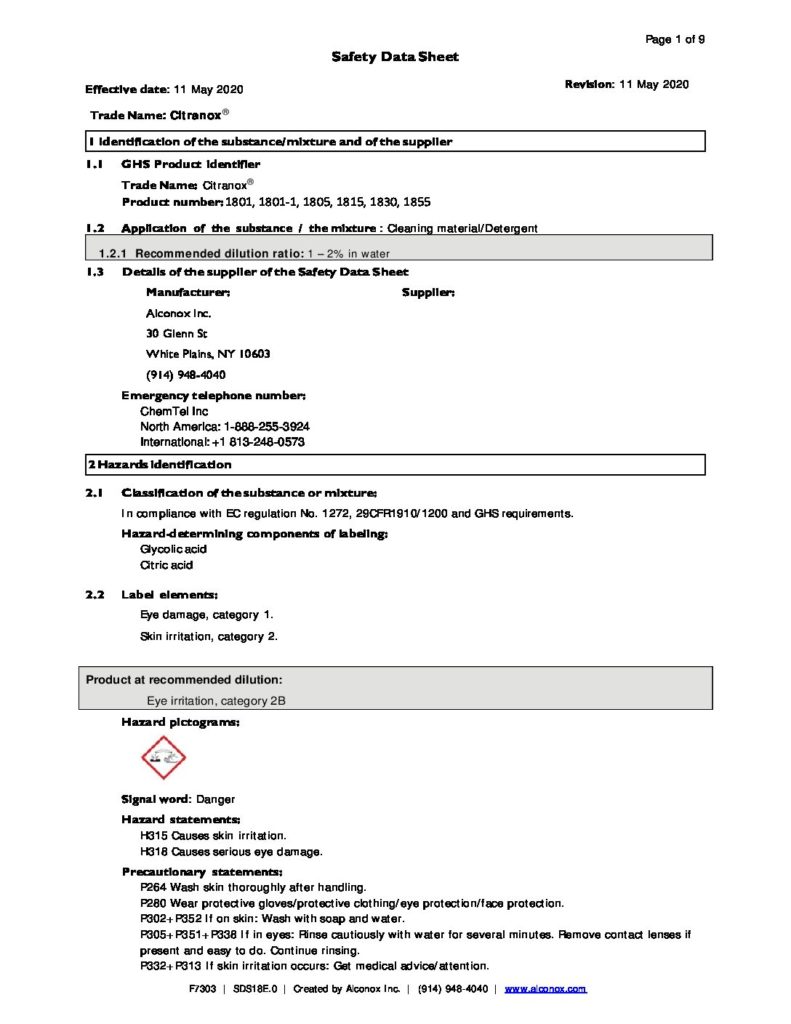 Page 1 of 9
Safety Data Sheet
Effective date: 11 May 2020
Revision: 11 May 2020
Trade Name: Citranox®
1 Identification of the substance/mixture and of the supplier
1.1 GHS Product Identifier
Trade Name: Citranox®
Product number: 1801, 1801-1, 1805, 1815, 1830, 1855
1.2 Application of the substance / the mixture : Cleaning material/Detergent
1.2.1 Recommended dilution ratio: 1 – 2% in water
1.3 Details of the supplier of the Safety Data Sheet
Manufacturer: Supplier:
Alconox Inc.
30 Glenn St
White Plains, NY 10603
(914) 948-4040
Emergency telephone number:
ChemTel Inc
North America: 1-888-255-3924
International: +1 813-248-0573
2 Hazards identification
2.1 Classification of the substance or mixture:
In compliance with EC regulation No. 1272, 29CFR1910/1200 and GHS requirements.
Hazard-determining components of labeling:
Glycolic acid
Citric acid
2.2 Label elements:
Eye damage, category 1.
Skin irritation, category 2.
Product at recommended dilution:
Eye irritation, category 2B
Hazard pictograms:
Signal word: Danger
Hazard statements:
H315 Causes skin irritation.
H318 Causes serious eye damage.
Precautionary statements:
P264 Wash skin thoroughly after handling.
P280 Wear protective gloves/protective clothing/eye protection/face protection.
P302+P352 If on skin: Wash with soap and water.
P305+P351+P338 If in eyes: Rinse cautiously with water for several minutes. Remove contact lenses if
present and easy to do. Continue rinsing.
P332+P313 If skin irritation occurs: Get medical advice/attention.
F7303 | SDS18E.0 | Created by Alconox Inc. | (914) 948-4040 | www.alconox.com